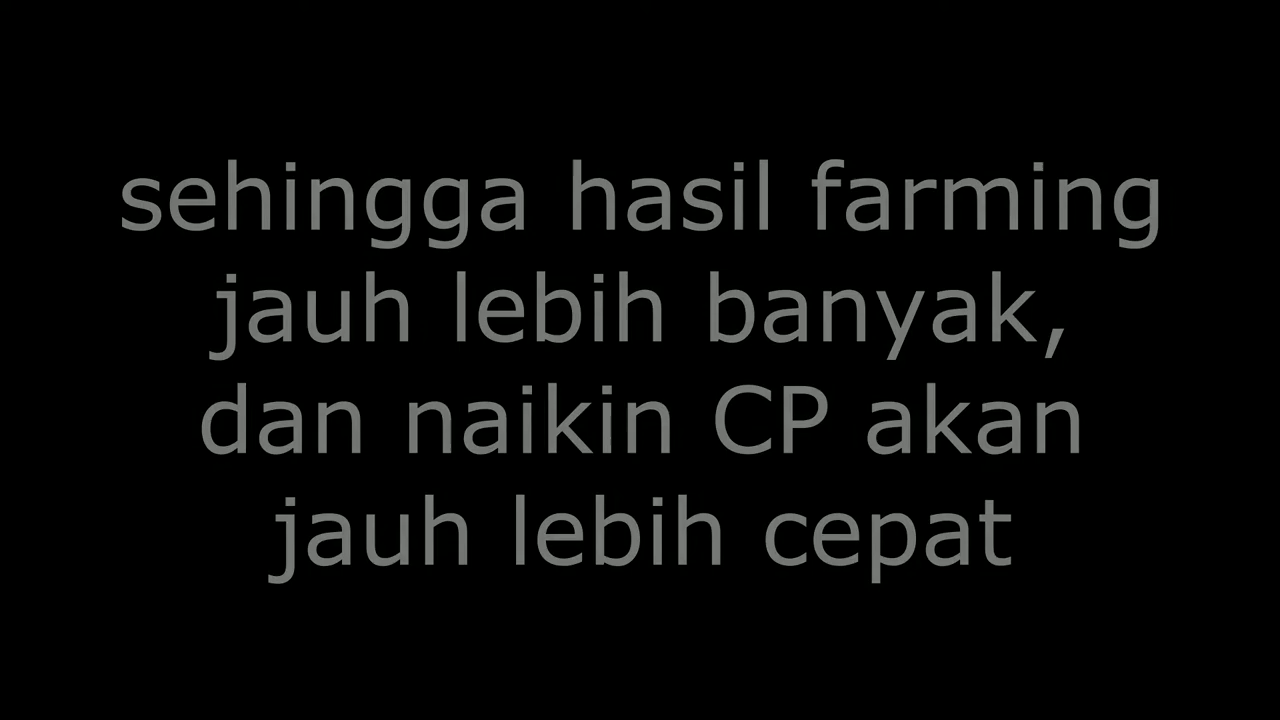 sehingga hasil farming
jauh lebih banyak,
dan naikin CP akan
jauh lebih cepat